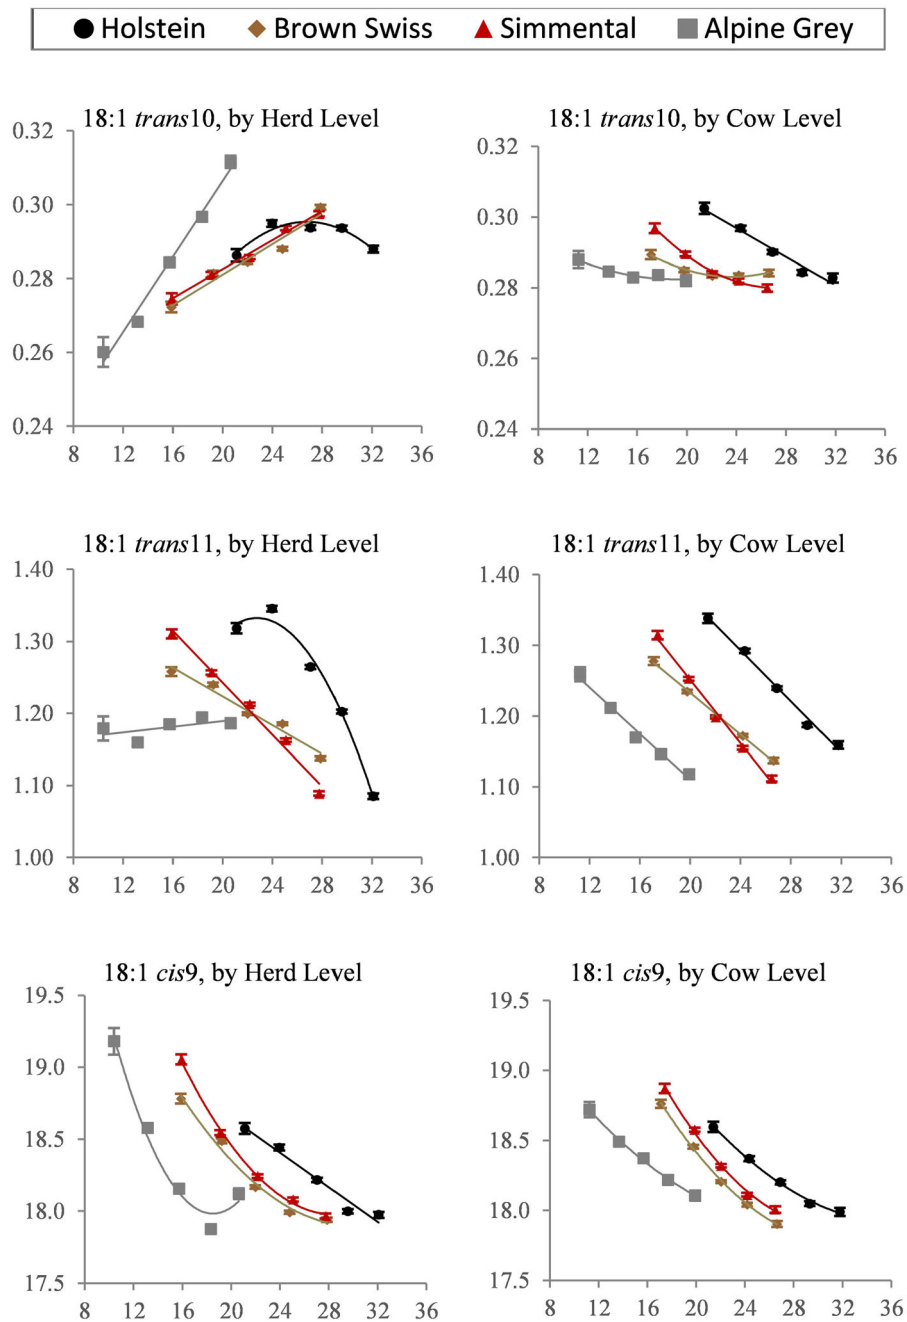 Holstein Brown Swiss Simmental Alpine Grey
18:1 trans10, by Herd Level
0.32
0.30
0.28
0.26
0.24
8 12 16 20 24 28 32 36
18:1 trans10, by Cow Level
0.32
0.30
0.28
0.26
0.24
8 12 16 20 24 28 32 36
18:1 trans11, by Herd Level
1.40
1.30
1.20
1.10
1.00
8 12 16 20 24 28 32 36
18:1 trans11, by Cow Level
1.40
1.30
1.20
1.10
1.00
8 12 16 20 24 28 32 36
18:1 cis9, by Herd Level
19.5
19.0
18.5
18.0
17.5
8 12 16 20 24 28 32 36
18:1 cis9, by Cow Level
19.5
19.0
18.5
18.0
17.5
8 12 16 20 24 28 32 36